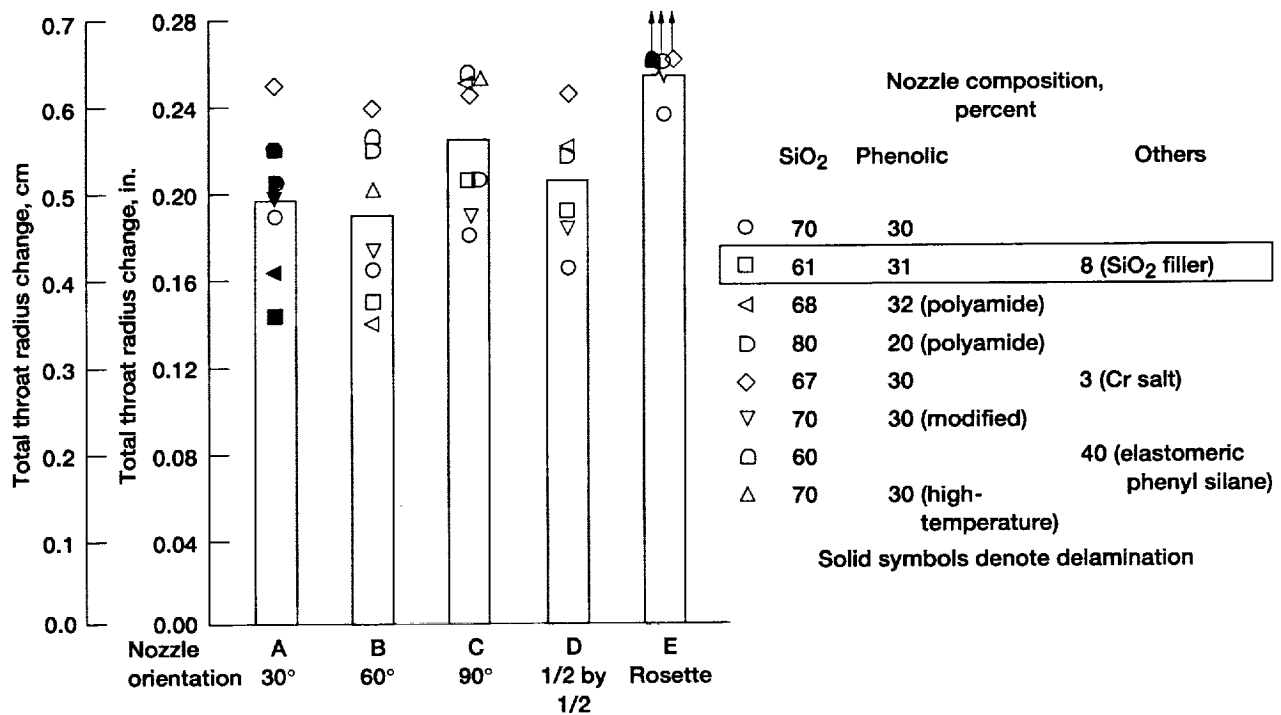 Total throat radius change, cm
0.7
0.6
0.5
0.4
0.3
0.2
0.1
0.0
Total throat radius change, in.
0.28
0.24
0.20
0.16
0.12
0.08
0.04
0.00
Nozzle orientation
A
30°
B
60°
C
90°
D
1/2 by
1/2
E
Rosette
Nozzle composition,
percent
SiO₂ Phenolic Others
70 30
61 31 8 (SiO₂ filler)
68 32 (polyamide)
80 20 (polyamide)
67 30 3 (Cr salt)
70 30 (modified)
60 40 (elastomeric
phenyl silane)
70 30 (high-
temperature)
Solid symbols denote delamination